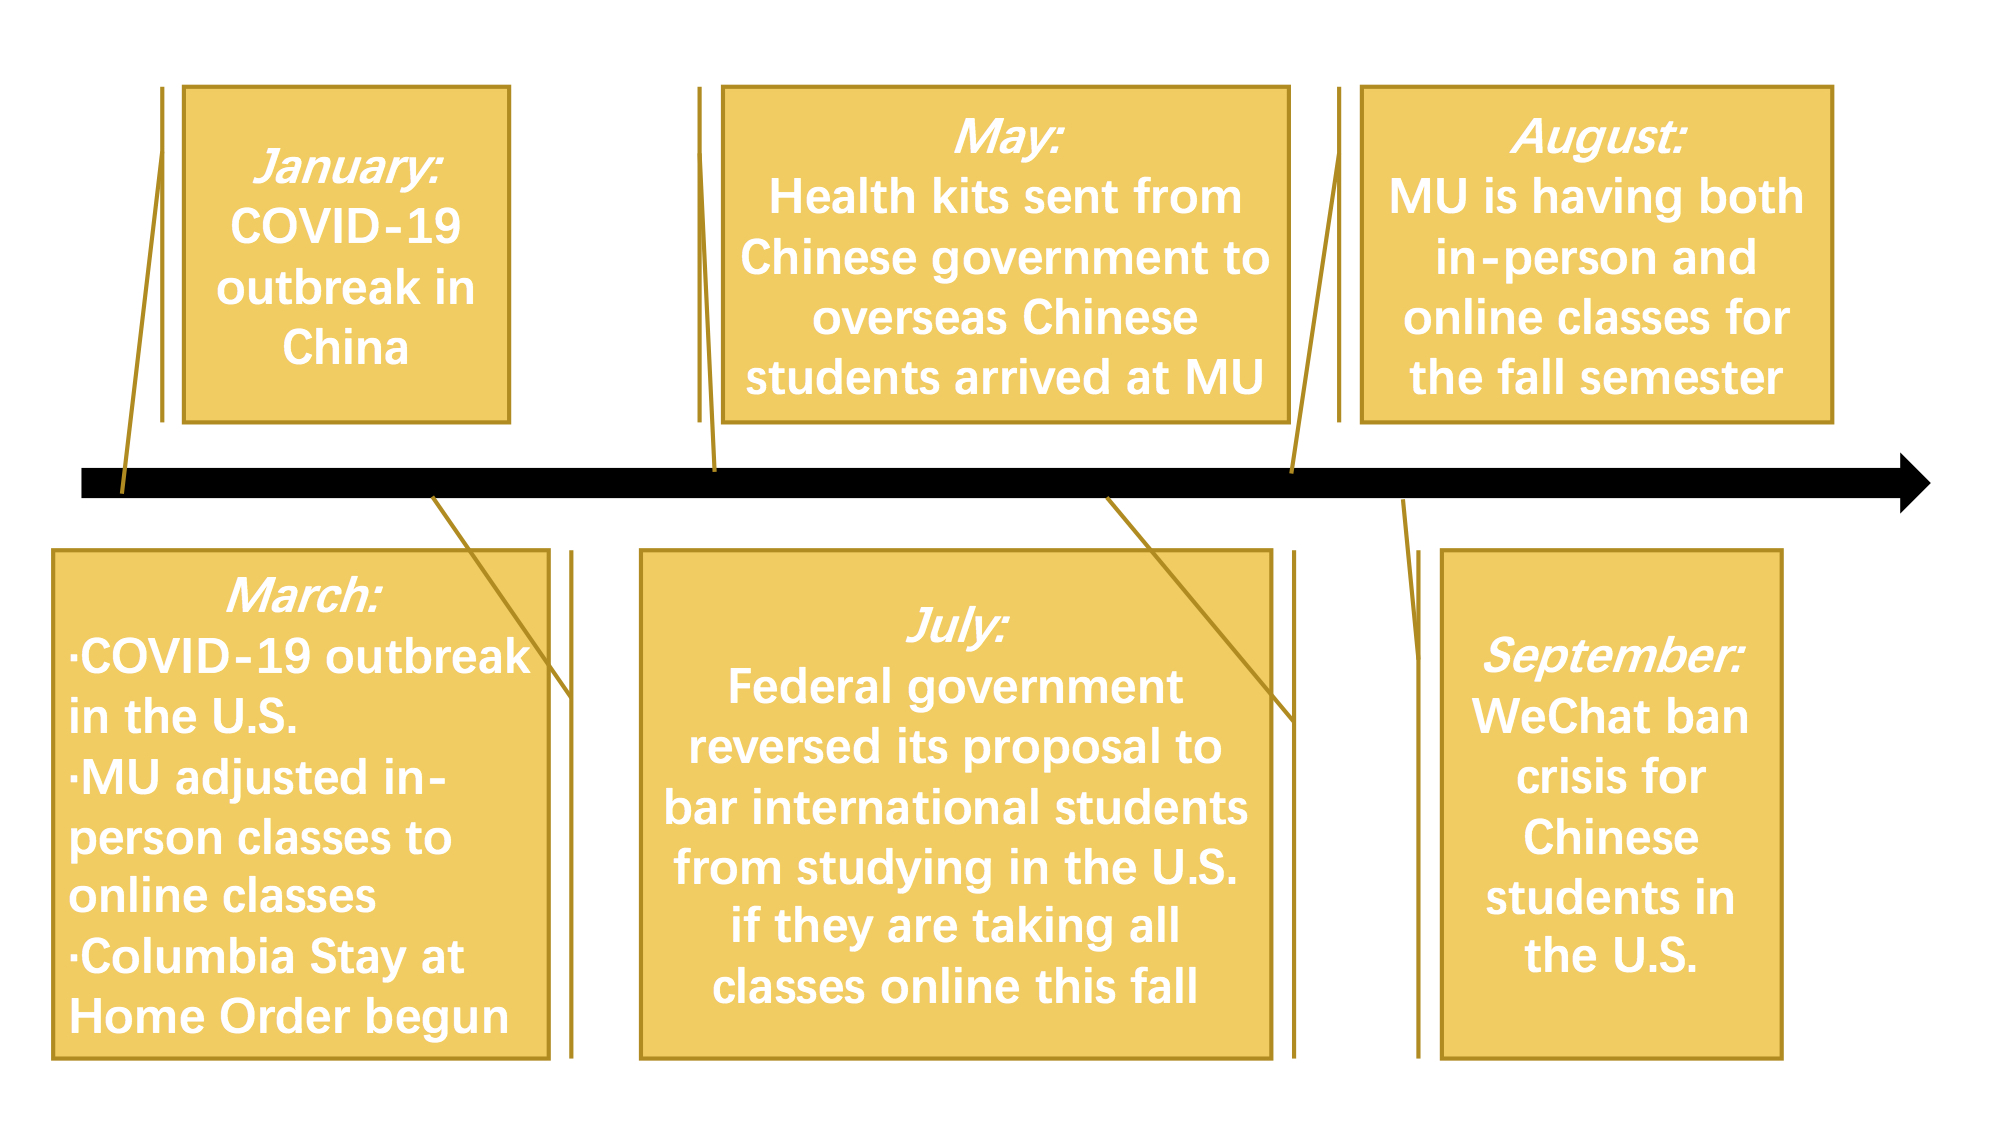 January:
COVID-19
outbreak in
China
May:
Health kits sent from
Chinese government to
overseas Chinese
students arrived at MU
August:
MU is having both
in-person and
online classes for
the fall semester
March:
·COVID-19 outbreak
in the U.S.
·MU adjusted in-
person classes to
online classes
·Columbia Stay at
Home Order begun
July:
Federal government
reversed its proposal to
bar international students
from studying in the U.S.
if they are taking all
classes online this fall
September:
WeChat ban
crisis for
Chinese
students in
the U.S.